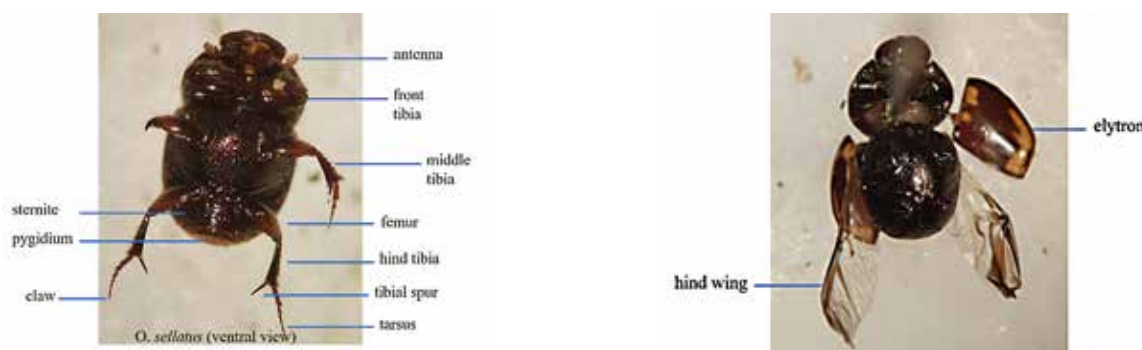 antenna
front
tibia
middle
tibia
sternite
femur
pygidium
hind tibia
claw
tibial spur
tarsus
O. sellatus (ventral view)
elytron
hind wing